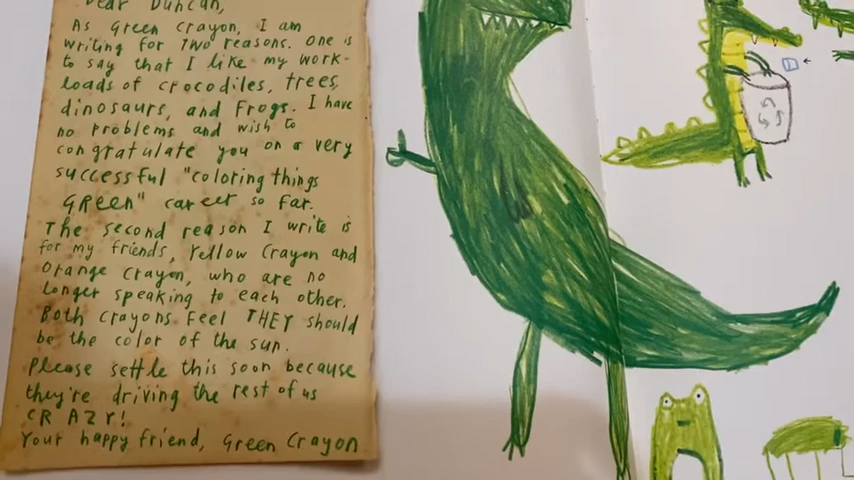 Dear Duncan,
As Green Crayon, I am
writing for two reasons. One is
to say that I like my work-
loads of crocodiles, trees,
dinosaurs, and frogs. I have
no problems and wish to
congratulate you on a very
successful "coloring things
GREEN" career so far.
The second reason I write is
for my friends, Yellow Crayon and
Orange Crayon, who are no
longer speaking to each other.
Both crayons feel THEY should
be the color of the sun.
Please settle this soon because
they're driving the rest of us
CRAZY!
Your happy friend, Green Crayon